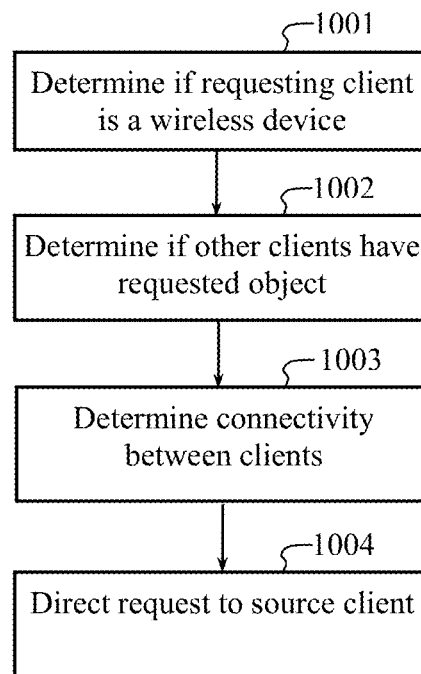 1001
Determine if requesting client
is a wireless device
1002
Determine if other clients have
requested object
1003
Determine connectivity
between clients
1004
Direct request to source client